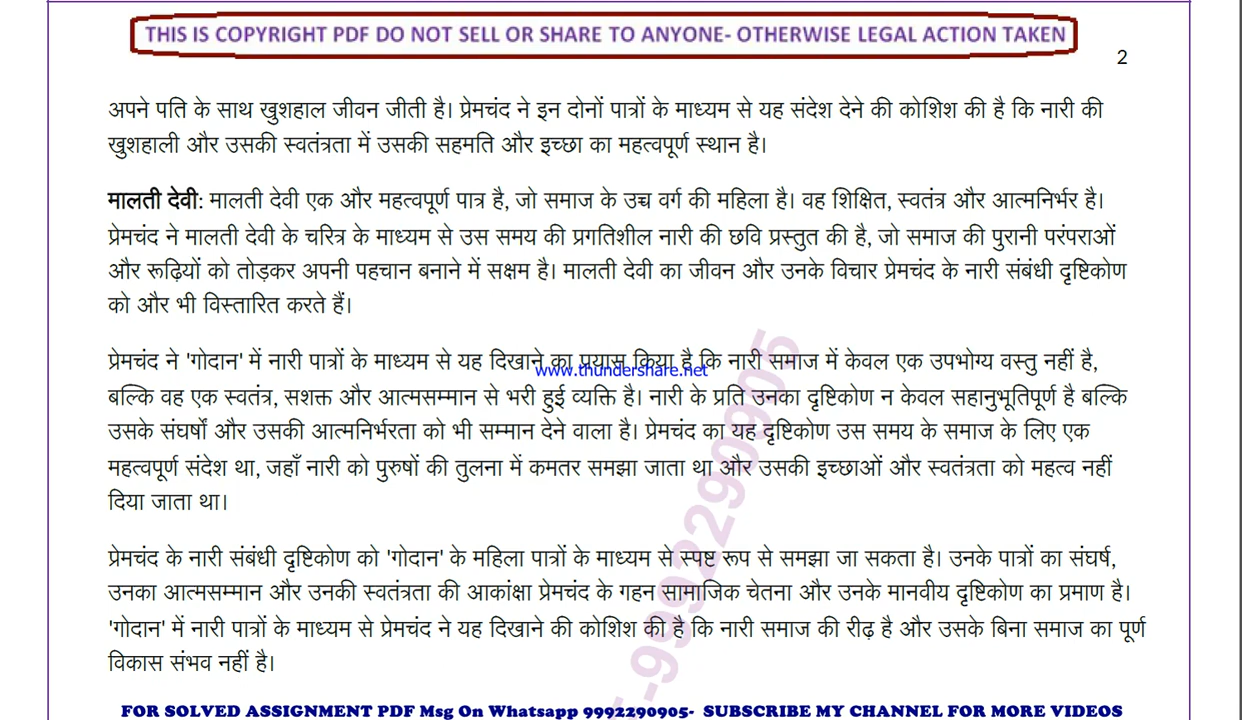 THIS IS COPYRIGHT PDF DO NOT SELL OR SHARE TO ANYONE- OTHERWISE LEGAL ACTION TAKEN
2
अपने पति के साथ खुशहाल जीवन जीती है। प्रेमचंद ने इन दोनों पात्रों के माध्यम से यह संदेश देने की कोशिश की है कि नारी की
खुशहाली और उसकी स्वतंत्रता में उसकी सहमति और इच्छा का महत्वपूर्ण स्थान है।
मालती देवी: मालती देवी एक और महत्वपूर्ण पात्र है, जो समाज के उच्च वर्ग की महिला है। वह शिक्षित, स्वतंत्र और आत्मनिर्भर है।
प्रेमचंद ने मालती देवी के चरित्र के माध्यम से उस समय की प्रगतिशील नारी की छवि प्रस्तुत की है, जो समाज की पुरानी परंपराओं
और रूढ़ियों को तोड़कर अपनी पहचान बनाने में सक्षम है। मालती देवी का जीवन और उनके विचार प्रेमचंद के नारी संबंधी दृष्टिकोण
को और भी विस्तारित करते हैं।
प्रेमचंद ने 'गोदान' में नारी पात्रों के माध्यम से यह दिखाने का प्रयास किया है कि नारी समाज में केवल एक उपभोग्य वस्तु नहीं है,
www.thundershare.net
बल्कि वह एक स्वतंत्र, सशक्त और आत्मसम्मान से भरी हुई व्यक्ति है। नारी के प्रति उनका दृष्टिकोण न केवल सहानुभूतिपूर्ण है बल्कि
उसके संघर्षों और उसकी आत्मनिर्भरता को भी सम्मान देने वाला है। प्रेमचंद का यह दृष्टिकोण उस समय के समाज के लिए एक
महत्वपूर्ण संदेश था, जहाँ नारी को पुरुषों की तुलना में कमतर समझा जाता था और उसकी इच्छाओं और स्वतंत्रता को महत्व नहीं
दिया जाता था।
प्रेमचंद के नारी संबंधी दृष्टिकोण को 'गोदान' के महिला पात्रों के माध्यम से स्पष्ट रूप से समझा जा सकता है। उनके पात्रों का संघर्ष,
उनका आत्मसम्मान और उनकी स्वतंत्रता की आकांक्षा प्रेमचंद के गहन सामाजिक चेतना और उनके मानवीय दृष्टिकोण का प्रमाण है।
'गोदान' में नारी पात्रों के माध्यम से प्रेमचंद ने यह दिखाने की कोशिश की है कि नारी समाज की रीढ़ है और उसके बिना समाज का पूर्ण
विकास संभव नहीं है।
-9992290905
FOR SOLVED ASSIGNMENT PDF Msg On Whatsapp 9992290905- SUBSCRIBE MY CHANNEL FOR MORE VIDEOS